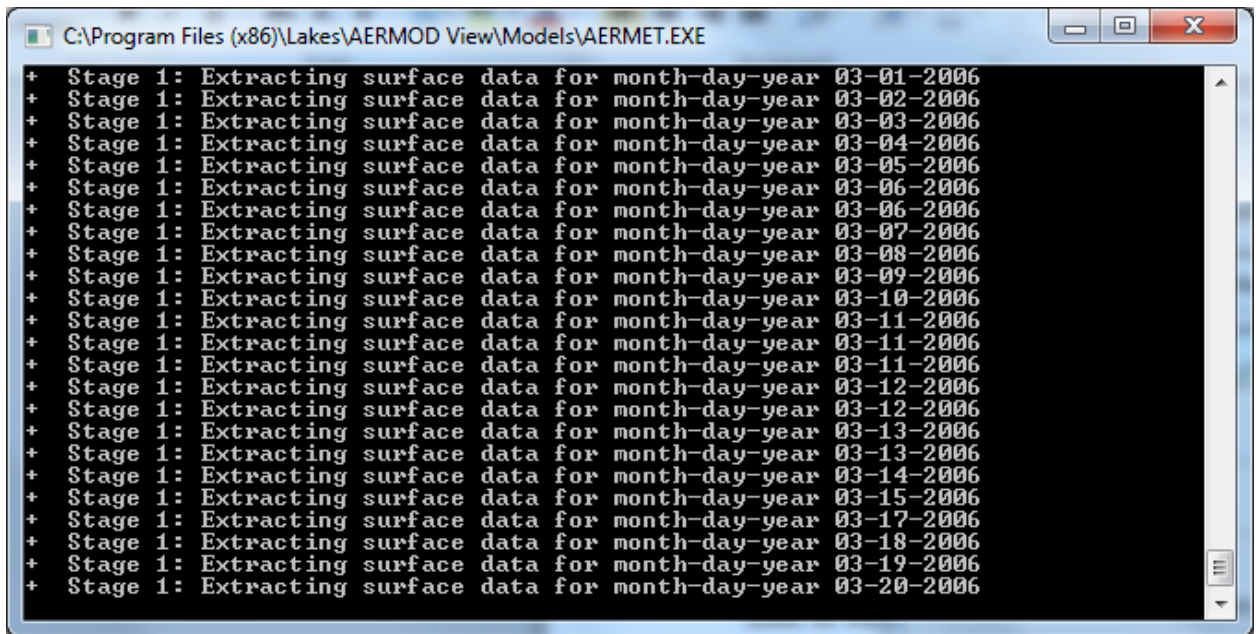 C:\Program Files (x86)\Lakes\AERMOD View\Models\AERMET.EXE
+ Stage 1: Extracting surface data for month-day-year 03-01-2006
+ Stage 1: Extracting surface data for month-day-year 03-02-2006
+ Stage 1: Extracting surface data for month-day-year 03-03-2006
+ Stage 1: Extracting surface data for month-day-year 03-04-2006
+ Stage 1: Extracting surface data for month-day-year 03-05-2006
+ Stage 1: Extracting surface data for month-day-year 03-06-2006
+ Stage 1: Extracting surface data for month-day-year 03-06-2006
+ Stage 1: Extracting surface data for month-day-year 03-07-2006
+ Stage 1: Extracting surface data for month-day-year 03-08-2006
+ Stage 1: Extracting surface data for month-day-year 03-09-2006
+ Stage 1: Extracting surface data for month-day-year 03-10-2006
+ Stage 1: Extracting surface data for month-day-year 03-11-2006
+ Stage 1: Extracting surface data for month-day-year 03-11-2006
+ Stage 1: Extracting surface data for month-day-year 03-11-2006
+ Stage 1: Extracting surface data for month-day-year 03-12-2006
+ Stage 1: Extracting surface data for month-day-year 03-12-2006
+ Stage 1: Extracting surface data for month-day-year 03-13-2006
+ Stage 1: Extracting surface data for month-day-year 03-13-2006
+ Stage 1: Extracting surface data for month-day-year 03-14-2006
+ Stage 1: Extracting surface data for month-day-year 03-15-2006
+ Stage 1: Extracting surface data for month-day-year 03-17-2006
+ Stage 1: Extracting surface data for month-day-year 03-18-2006
+ Stage 1: Extracting surface data for month-day-year 03-19-2006
+ Stage 1: Extracting surface data for month-day-year 03-20-2006